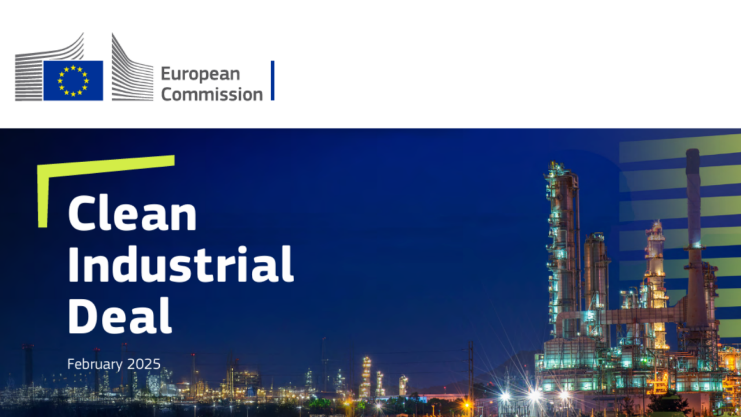 European
Commission
Clean
Industrial
Deal
February 2025